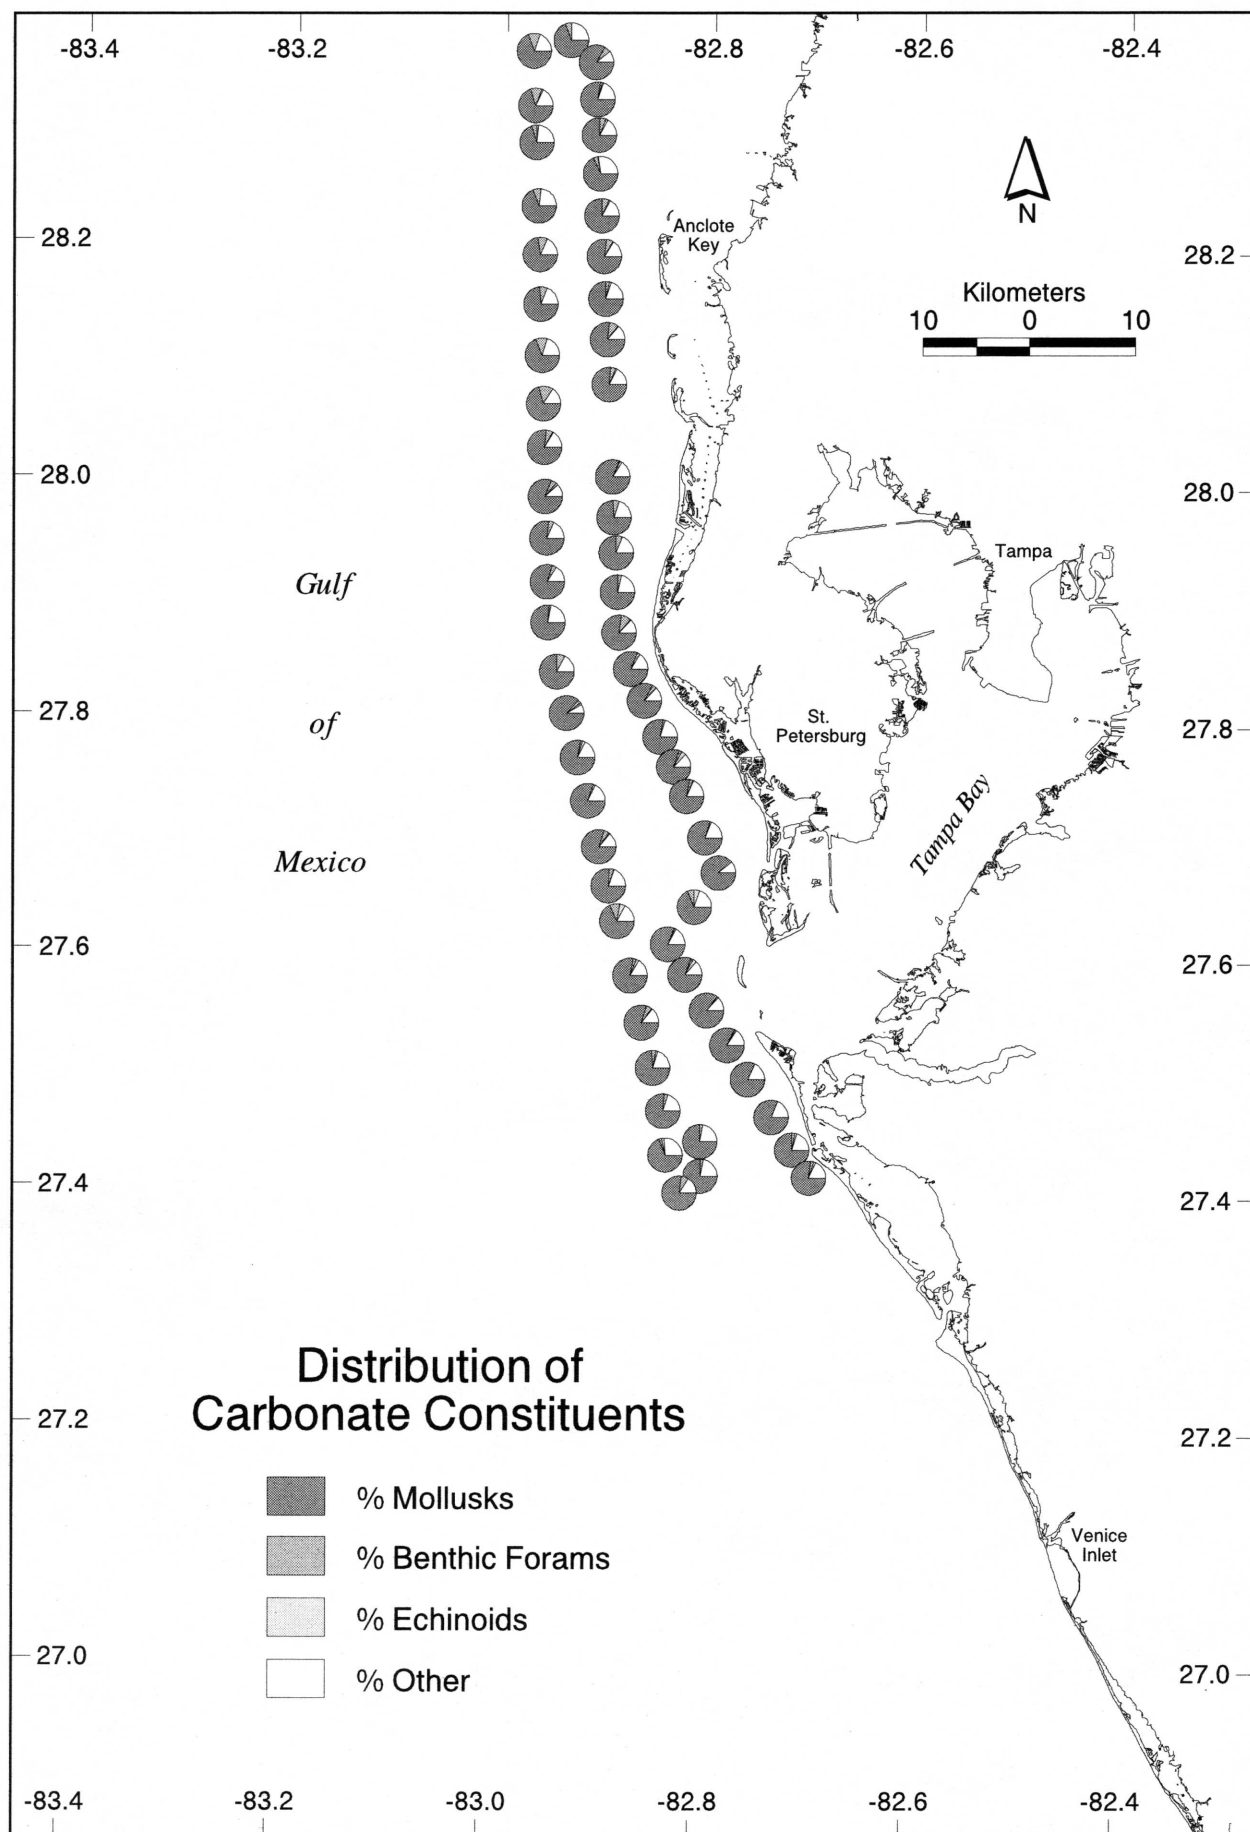 -83.4 -83.2 -82.8 -82.6 -82.4
Anclote
Key
N
28.2
28.2
Kilometers
10 0 10
28.0
28.0
Tampa
Gulf
of
Mexico
27.8
27.8
St.
Petersburg
Tampa Bay
27.6
27.6
27.4
27.4
Distribution of
Carbonate Constituents
27.2
27.2
% Mollusks
% Benthic Forams
% Echinoids
% Other
Venice
Inlet
27.0
27.0
-83.4 -83.2 -83.0 -82.8 -82.6 -82.4